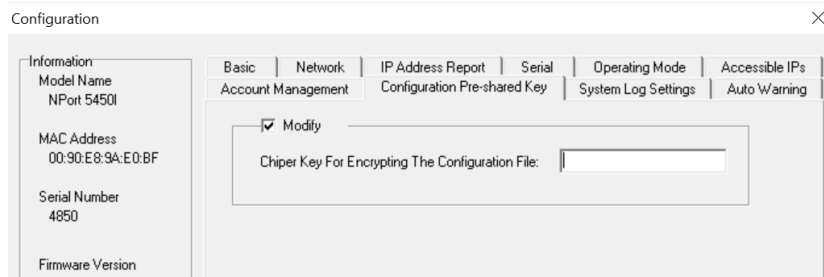 Configuration
Information
Model Name
NPort 5450I
MAC Address
00:90:E8:9A:E0:BF
Serial Number
4850
Firmware Version
Basic Network IP Address Report Serial Operating Mode Accessible IPs
Account Management Configuration Pre-shared Key System Log Settings Auto Warning
Modify
Chiper Key For Encrypting The Configuration File: